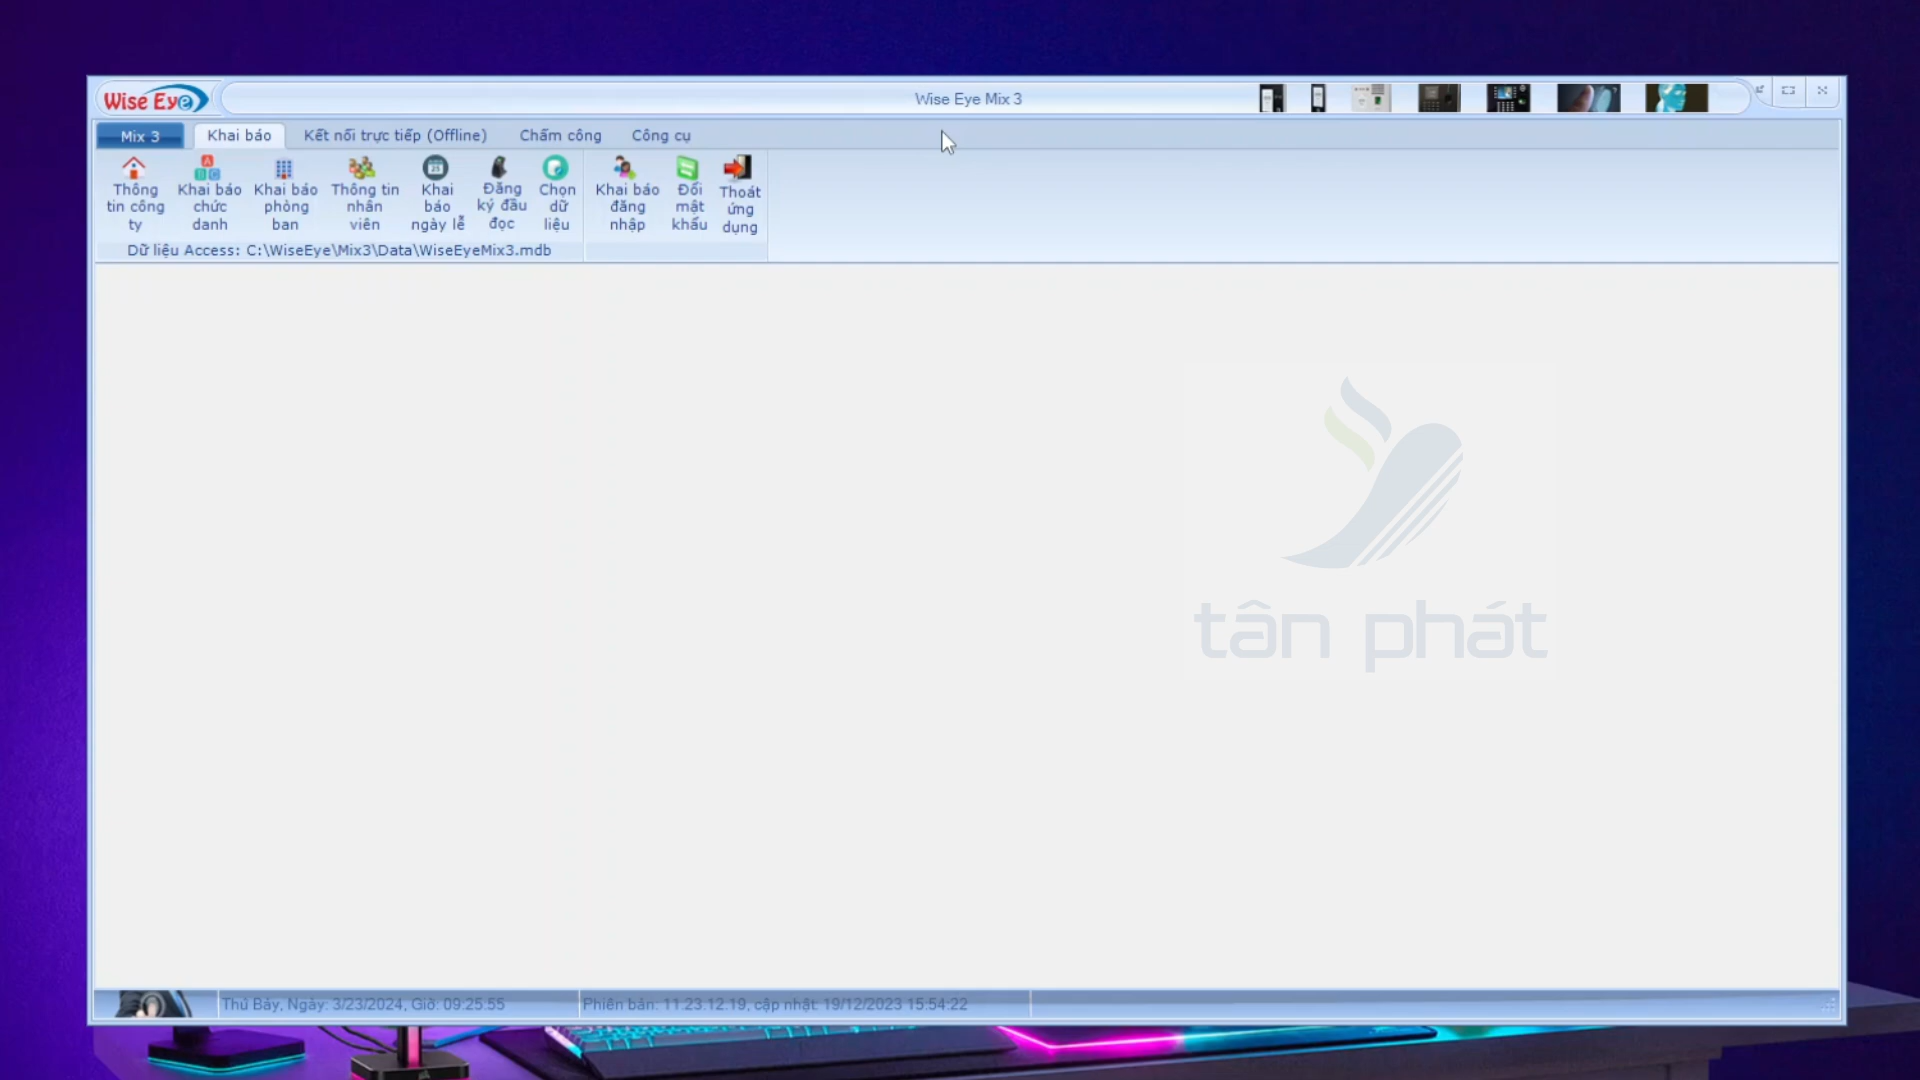 Wise Eye
Wise Eye Mix 3
Mix 3
Khai báo
Kết nối trực tiếp (Offline)
Chấm công
Công cụ
Thông
tin công
ty
Khai báo
chức
danh
Khai báo
phòng
ban
Thông tin
nhân
viên
Khai
báo
ngày lễ
Đăng
ký đầu
đọc
Chọn
dữ
liệu
Khai báo
đăng
nhập
Đổi
mật
khẩu
Thoát
ứng
dụng
Dữ liệu Access: C:\WiseEye\Mix3\Data\WiseEyeMix3.mdb
tân phát
Thứ Bảy, Ngày: 3/23/2024, Giờ: 09:25:55
Phiên bản: 11.23.12.19, cập nhật: 19/12/2023 15:54:22